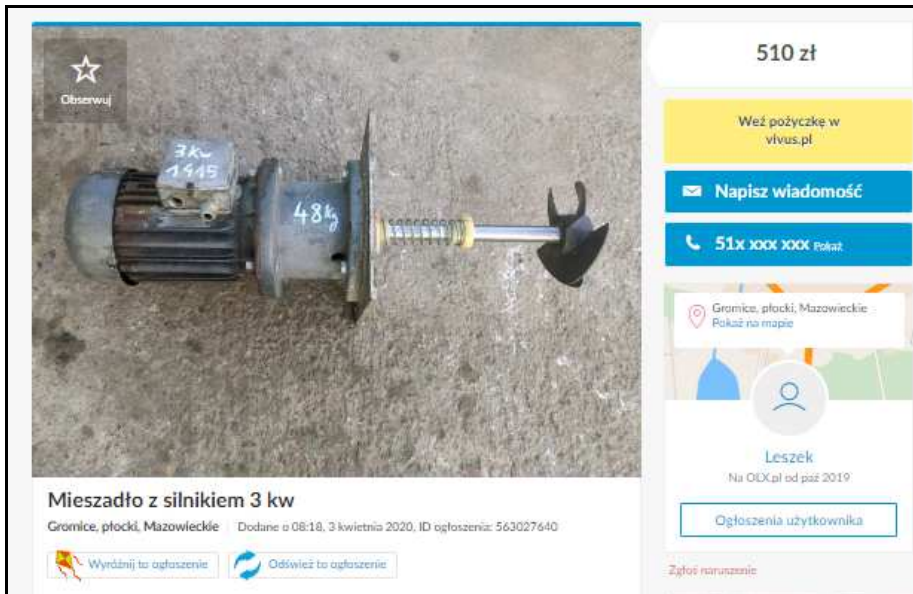 Obserwuj
3kw
1415
48kg
510 zł
Weź pożyczkę w
vivus.pl
Napisz wiadomość
51x xxx xxx Pokaż
Gromice, płocki, Mazowieckie
Pokaż na mapie
Leszek
Na OLX.pl od paź 2019
Ogłoszenia użytkownika
Zgłoś naruszenie
Mieszadło z silnikiem 3 kw
Gromice, płocki, Mazowieckie Dodane o 08:18, 3 kwietnia 2020, ID ogłoszenia: 563027640
Wyróżnij to ogłoszenie
Odśwież to ogłoszenie